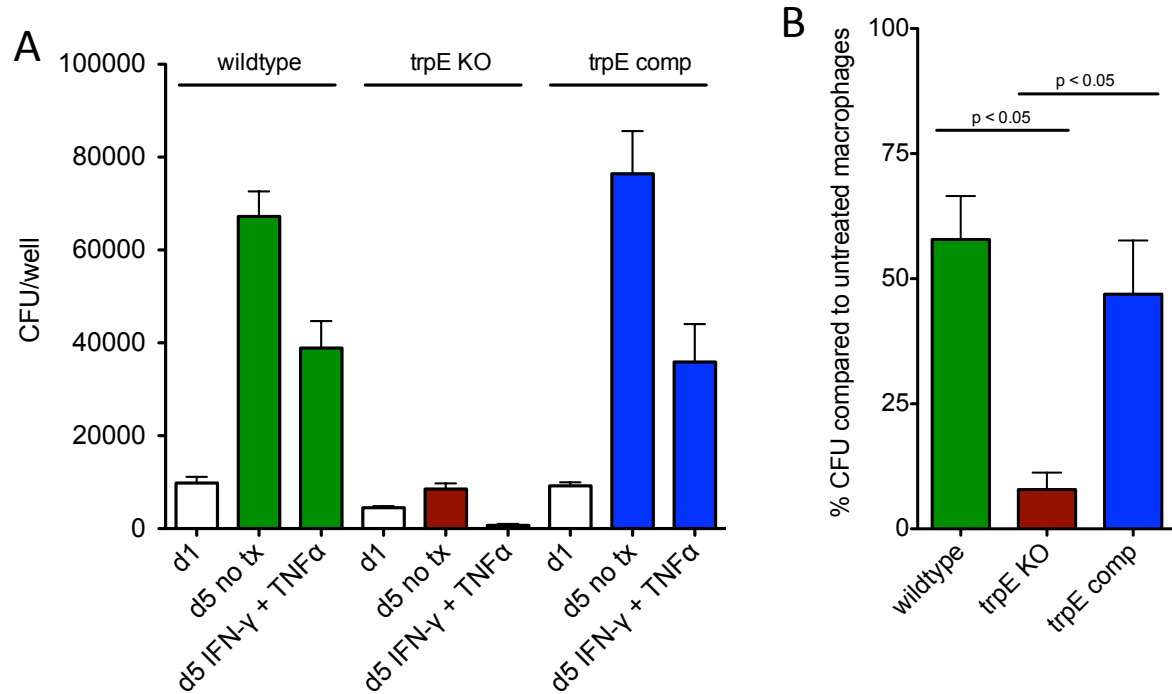 A
wildtype
trpE KO
trpE comp
100000
80000
60000
40000
20000
0
CFU/well
d1
d5 no tx
d5 IFN-γ + TNFα
d1
d5 no tx
d5 IFN-γ + TNFα
d1
d5 no tx
d5 IFN-γ + TNFα
B
100
75
50
25
0
% CFU compared to untreated macrophages
p < 0.05
p < 0.05
wildtype
trpE KO
trpE comp